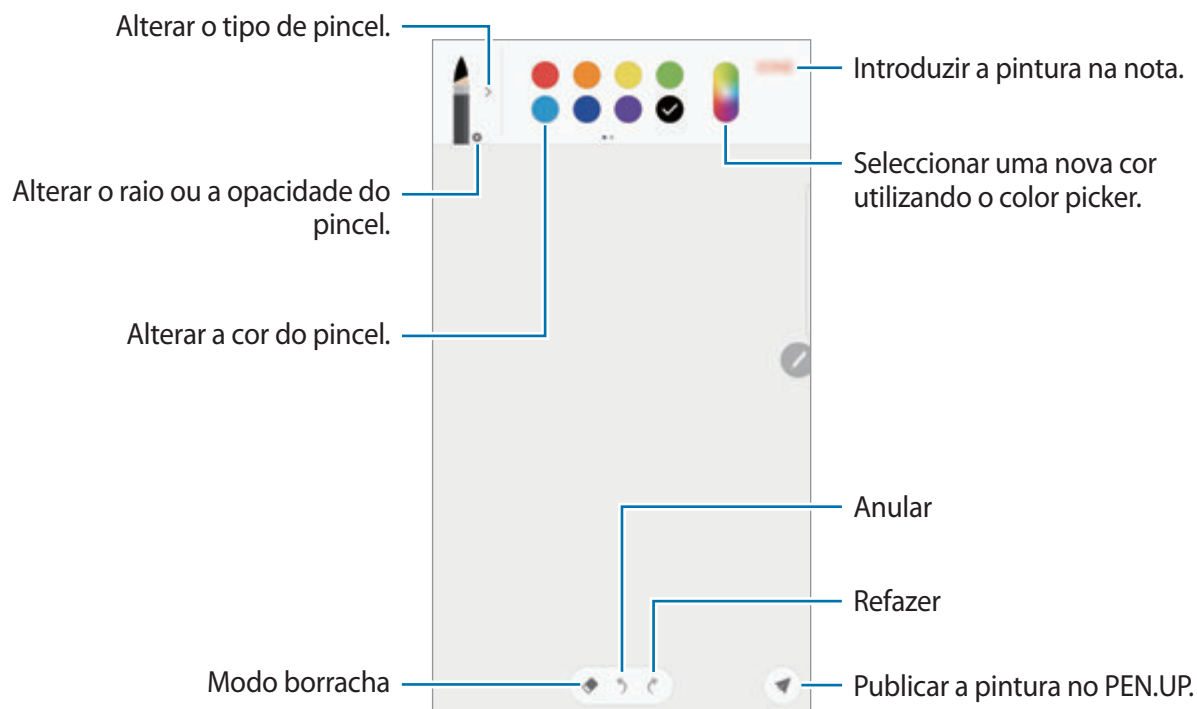 Alterar o tipo de pincel.
Introduzir a pintura na nota.
Seleccionar uma nova cor
utilizando o color picker.
Alterar o raio ou a opacidade do
pincel.
Alterar a cor do pincel.
Anular
Refazer
Modo borracha
Publicar a pintura no PEN.UP.